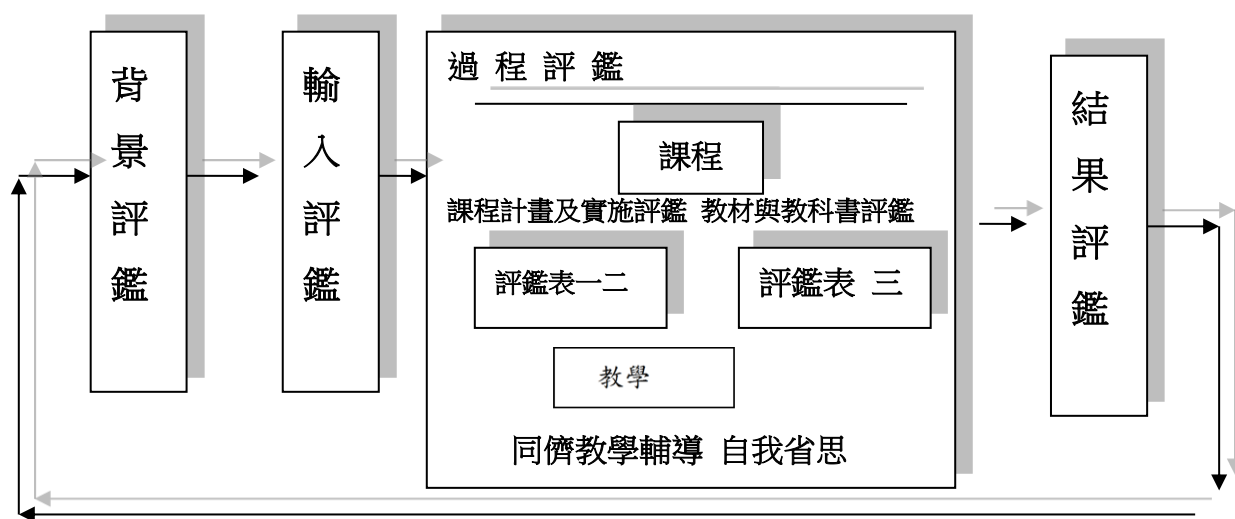 背景評鑑
輸入評鑑
過 程 評 鑑
課程
課程計畫及實施評鑑 教材與教科書評鑑
評鑑表一二
評鑑表 三
教學
同儕教學輔導 自我省思
結果評鑑